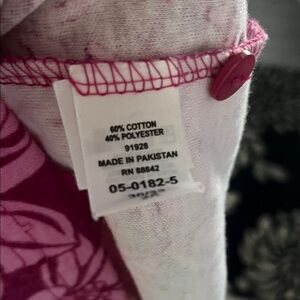 60% COTTON
40% POLYESTER
91928
MADE IN PAKISTAN
RN 88842
05-0182-5